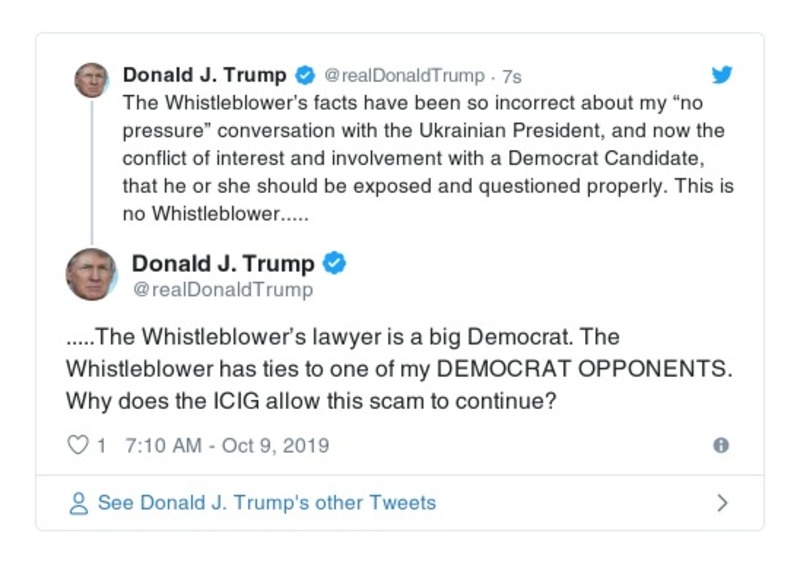 Donald J. Trump @realDonaldTrump · 7s
The Whistleblower's facts have been so incorrect about my “no
pressure” conversation with the Ukrainian President, and now the
conflict of interest and involvement with a Democrat Candidate,
that he or she should be exposed and questioned properly. This is
no Whistleblower.....
Donald J. Trump
@realDonaldTrump
.....The Whistleblower's lawyer is a big Democrat. The
Whistleblower has ties to one of my DEMOCRAT OPPONENTS.
Why does the ICIG allow this scam to continue?
1 7:10 AM - Oct 9, 2019
See Donald J. Trump's other Tweets